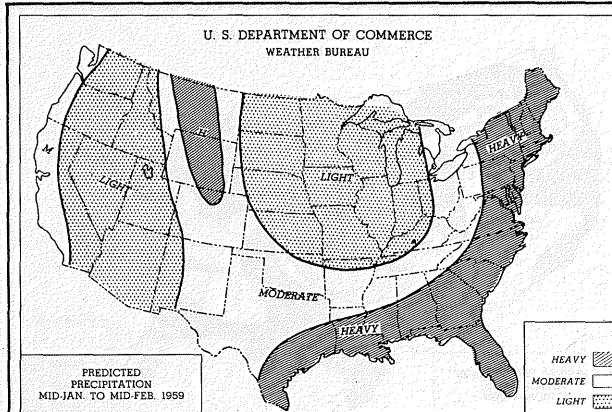 U. S. DEPARTMENT OF COMMERCE
WEATHER BUREAU
H
HEAVY
M
LIGHT
LIGHT
MODERATE
HEAVY
PREDICTED
PRECIPITATION
MID-JAN. TO MID-FEB. 1959
HEAVY
MODERATE
LIGHT